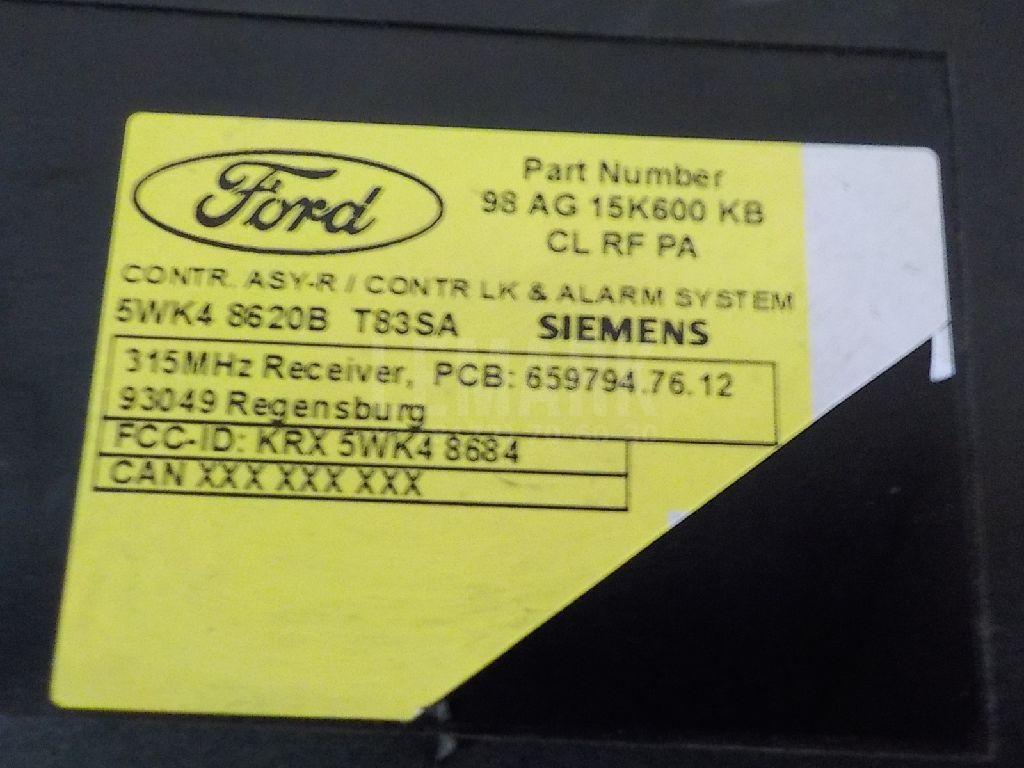 Ford
Part Number
98 AG 15K600 KB
CL RF PA
CONTR. ASY-R / CONTR LK & ALARM SYSTEM
5WK4 8620B T83SA SIEMENS
315MHz Receiver, PCB: 659794.76.12
93049 Regensburg
FCC-ID: KRX 5WK4 8684
CAN XXX XXX XXX